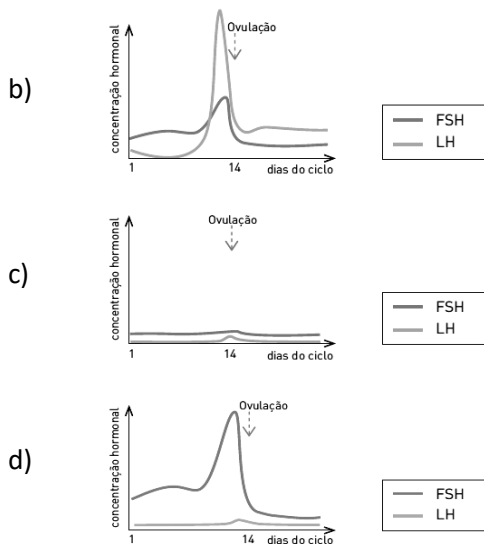 b)
concentração hormonal
Ovulação
1
14
dias do ciclo
FSH
LH
c)
concentração hormonal
Ovulação
1
14
dias do ciclo
FSH
LH
d)
concentração hormonal
Ovulação
1
14
dias do ciclo
FSH
LH